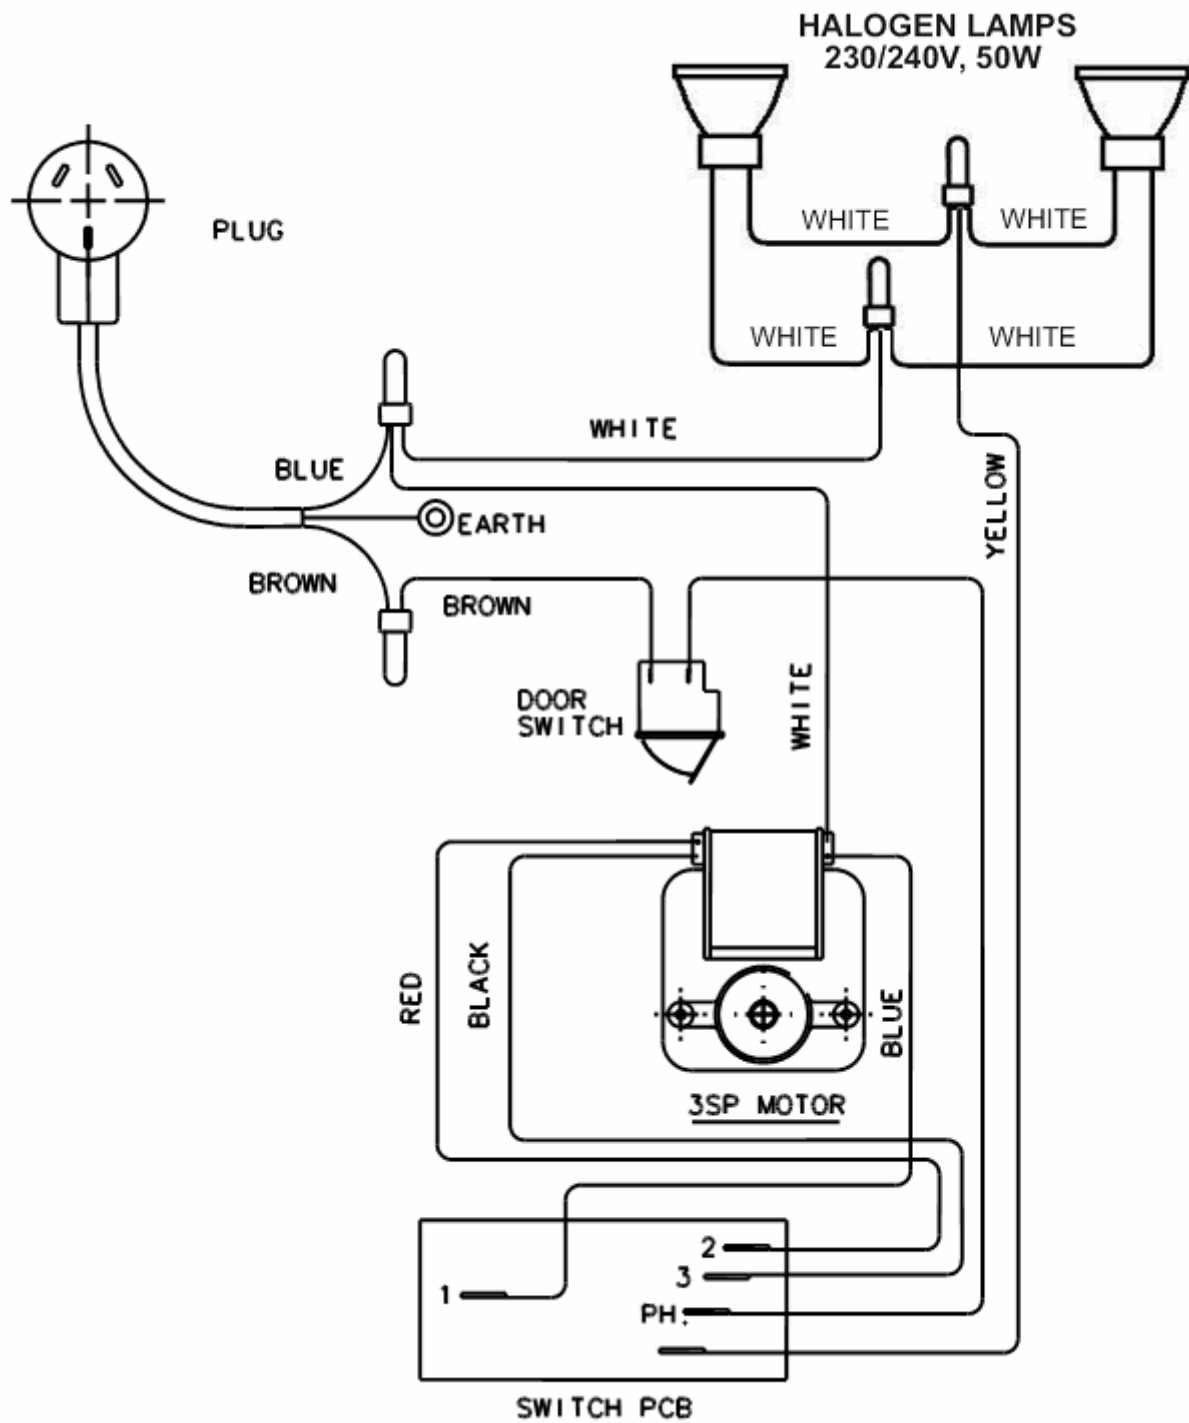 HALOGEN LAMPS
230/240V, 50W
PLUG
WHITE
WHITE
WHITE
WHITE
WHITE
BLUE
YELLOW
EARTH
BROWN
BROWN
WHITE
DOOR
SWITCH
RED
BLACK
BLUE
3SP MOTOR
2
3
1
PH.
SWITCH PCB